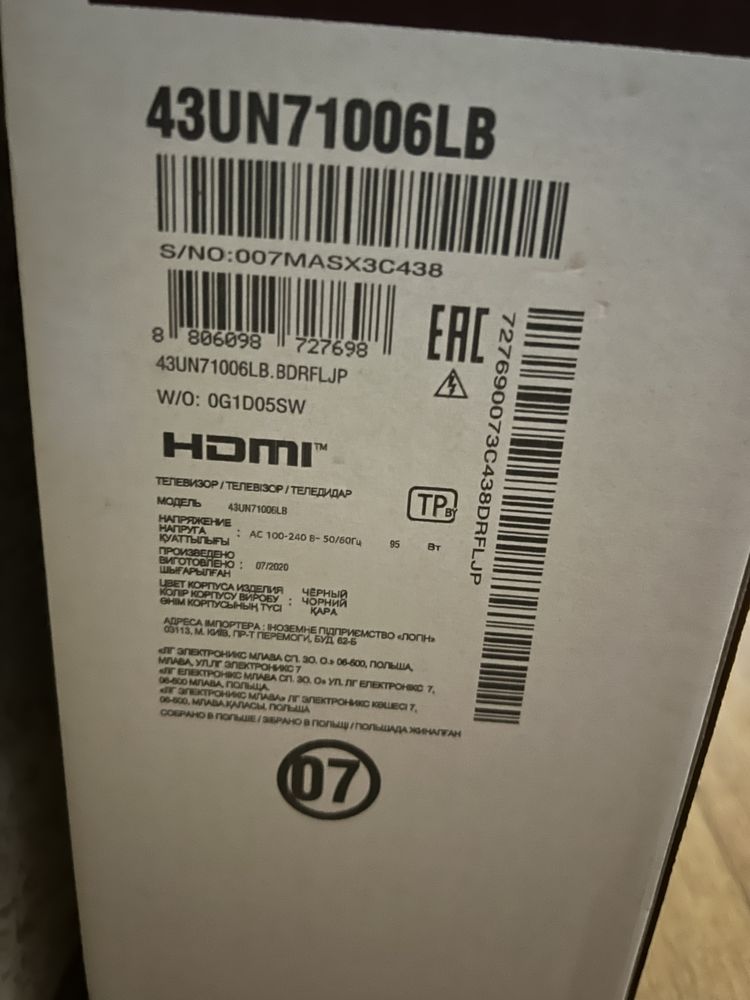 43UN71006LB
S/NO:007MASX3C438
8 806098 727698
43UN71006LB.BDRFLJP
W/O: 0G1D05SW
EAC
727690073C438DRFLJP
HDMI™
ТЕЛЕВИЗОР / ТЕЛЕВІЗОР / ТЕЛЕДИДАР
МОДЕЛЬ 43UN71006LB
TP BY
НАПРЯЖЕНИЕ
НАПРУГА : AC 100-240 В~ 50/60Гц 95 Вт
ҚУАТТЫЛЫҒЫ
ПРОИЗВЕДЕНО
ВИГОТОВЛЕНО : 07/2020
ШЫҒАРЫЛҒАН
ЦВЕТ КОРПУСА ИЗДЕЛИЯ ЧЁРНЫЙ
КОЛІР КОРПУСУ ВИРОБУ : ЧОРНИЙ
ӨНІМ КОРПУСЫНЫҢ ТҮСІ ҚАРА
АДРЕСА ІМПОРТЕРА : ІНОЗЕМНЕ ПІДПРИЄМСТВО «ЛОГІН»
03113, М. КИЇВ, ПР-Т ПЕРЕМОГИ, БУД. 62-Б
«ЛГ ЭЛЕКТРОНИКС МЛАВА СП. ЗО. О.» 06-500, ПОЛЬША,
МЛАВА, УЛ.ЛГ ЭЛЕКТРОНИКС 7
«ЛГ ЕЛЕКТРОНІКС МЛАВА СП. ЗО. О» УЛ. ЛГ ЕЛЕКТРОНІКС 7,
06-500 МЛАВА, ПОЛЬЩА.
«ЛГ ЭЛЕКТРОНИКС МЛАВА» ЛГ ЭЛЕКТРОНИКС КӨШЕСІ 7,
06-500, МЛАВА ҚАЛАСЫ, ПОЛЬША
СОБРАНО В ПОЛЬШЕ / ЗІБРАНО В ПОЛЬЩІ / ПОЛЬШАДА ЖИНАЛҒАН
07